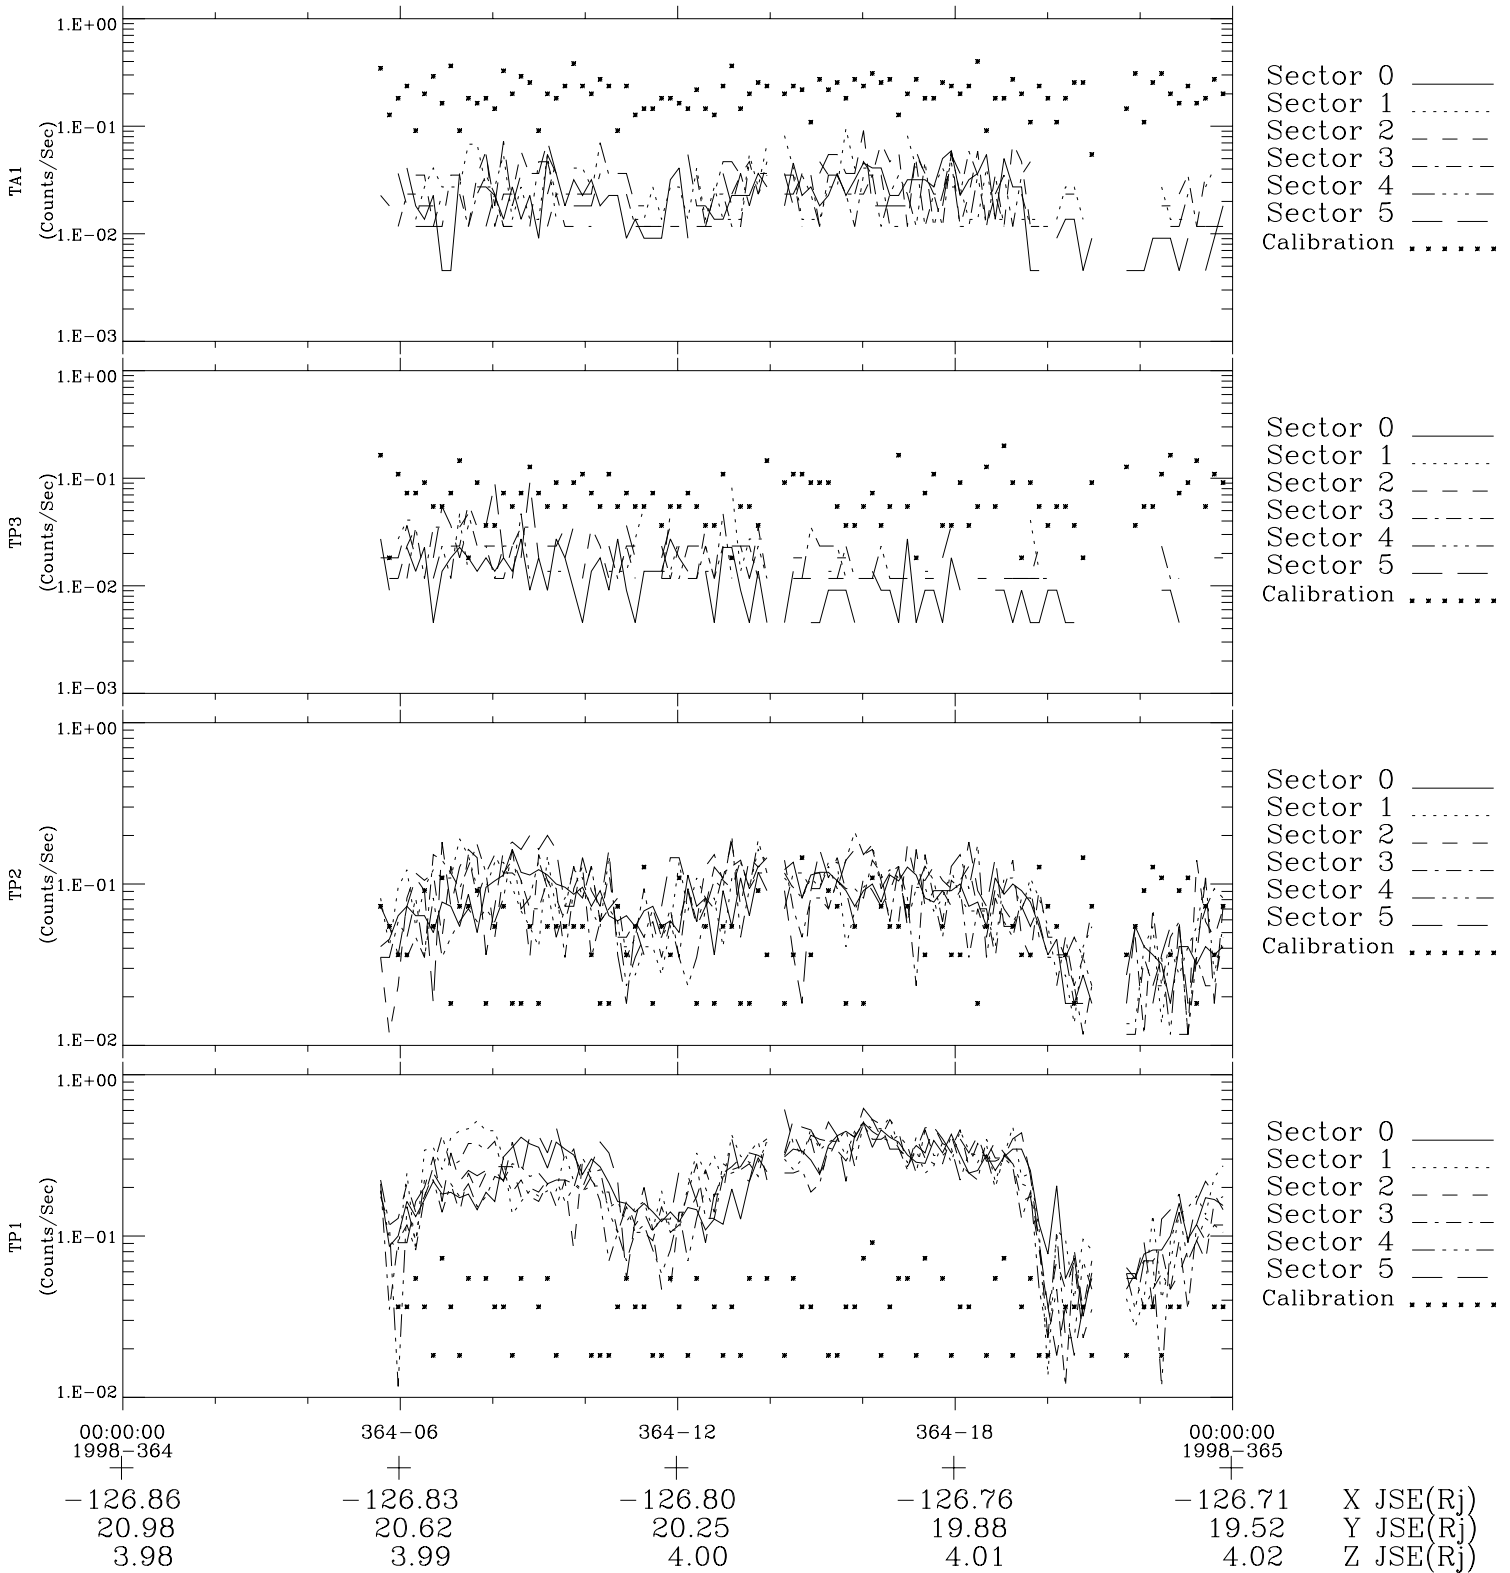 1.E+00
1.E-01
1.E-02
1.E-03
TA1
(Counts/Sec)
Sector 0
Sector 1
Sector 2
Sector 3
Sector 4
Sector 5
Calibration
1.E+00
1.E-01
1.E-02
1.E-03
TP3
(Counts/Sec)
Sector 0
Sector 1
Sector 2
Sector 3
Sector 4
Sector 5
Calibration
1.E+00
1.E-01
1.E-02
TP2
(Counts/Sec)
Sector 0
Sector 1
Sector 2
Sector 3
Sector 4
Sector 5
Calibration
1.E+00
1.E-01
1.E-02
TP1
(Counts/Sec)
Sector 0
Sector 1
Sector 2
Sector 3
Sector 4
Sector 5
Calibration
00:00:00 364-06 364-12 364-18 00:00:00
1998-364 1998-365
-126.86 -126.83 -126.80 -126.76 -126.71 X JSE(Rj)
20.98 20.62 20.25 19.88 19.52 Y JSE(Rj)
3.98 3.99 4.00 4.01 4.02 Z JSE(Rj)